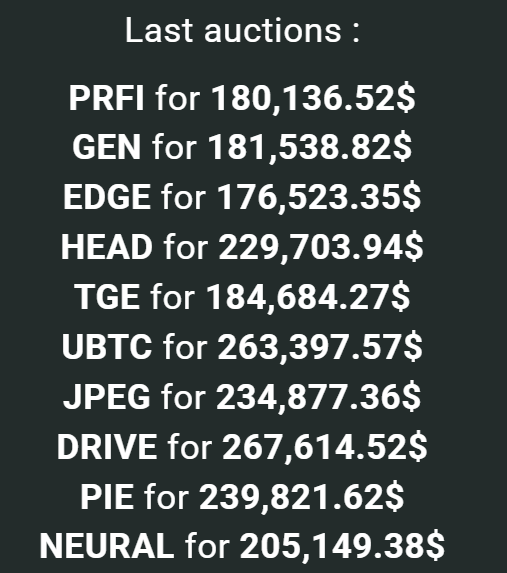 Last auctions :
PRFI for 180,136.52$
GEN for 181,538.82$
EDGE for 176,523.35$
HEAD for 229,703.94$
TGE for 184,684.27$
UBTC for 263,397.57$
JPEG for 234,877.36$
DRIVE for 267,614.52$
PIE for 239,821.62$
NEURAL for 205,149.38$